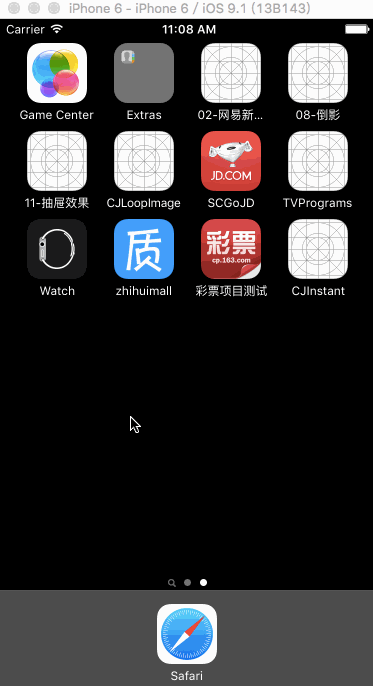 iPhone 6 - iPhone 6 / iOS 9.1 (13B143)
Carrier 11:08 AM
Game Center Extras 02-网易新... 08-倒影
JD.COM
11-抽屉效果 CJLoopImage SCGoJD TVPrograms
质 彩票
cp.163.com
Watch zhihuimall 彩票项目测试 CJInstant
Safari